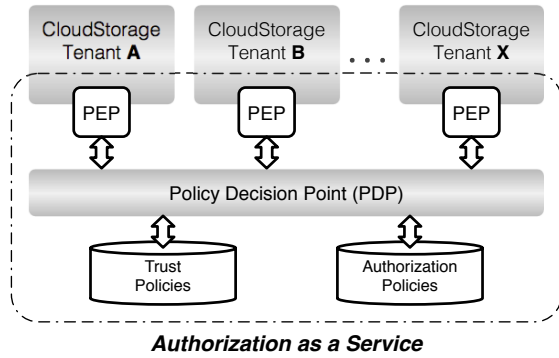 CloudStorage CloudStorage CloudStorage
Tenant A Tenant B . . . Tenant X
PEP PEP PEP
Policy Decision Point (PDP)
Trust Authorization
Policies Policies
Authorization as a Service